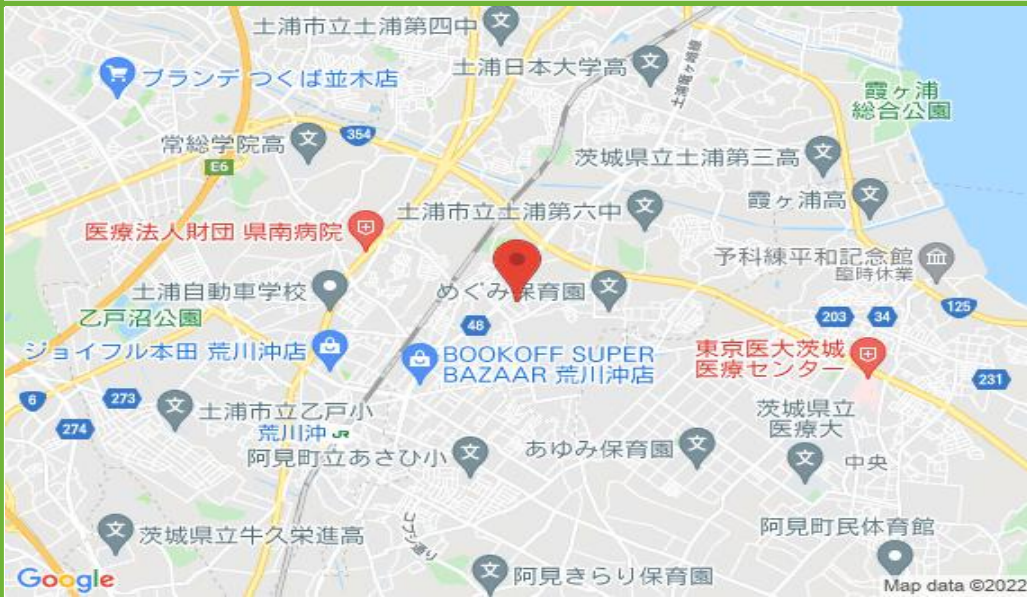 土浦市立土浦第四中
土浦日本大学高
ブランデ つくば並木店
霞ヶ浦
総合公園
常総学院高
354
E6
茨城県立土浦第三高
霞ヶ浦高
土浦市立土浦第六中
医療法人財団 県南病院
予科練平和記念館
臨時休業
土浦自動車学校
めぐみ保育園
乙戸沼公園
125
48
203
34
ジョイフル本田 荒川沖店
BOOKOFF SUPER
BAZAAR 荒川沖店
東京医大茨城
医療センター
231
6
273
274
土浦市立乙戸小
荒川沖 JR
茨城県立
医療大
阿見町立あさひ小
あゆみ保育園
中央
茨城県立牛久栄進高
阿見町民体育館
阿見きらり保育園
Google
Map data ©2022